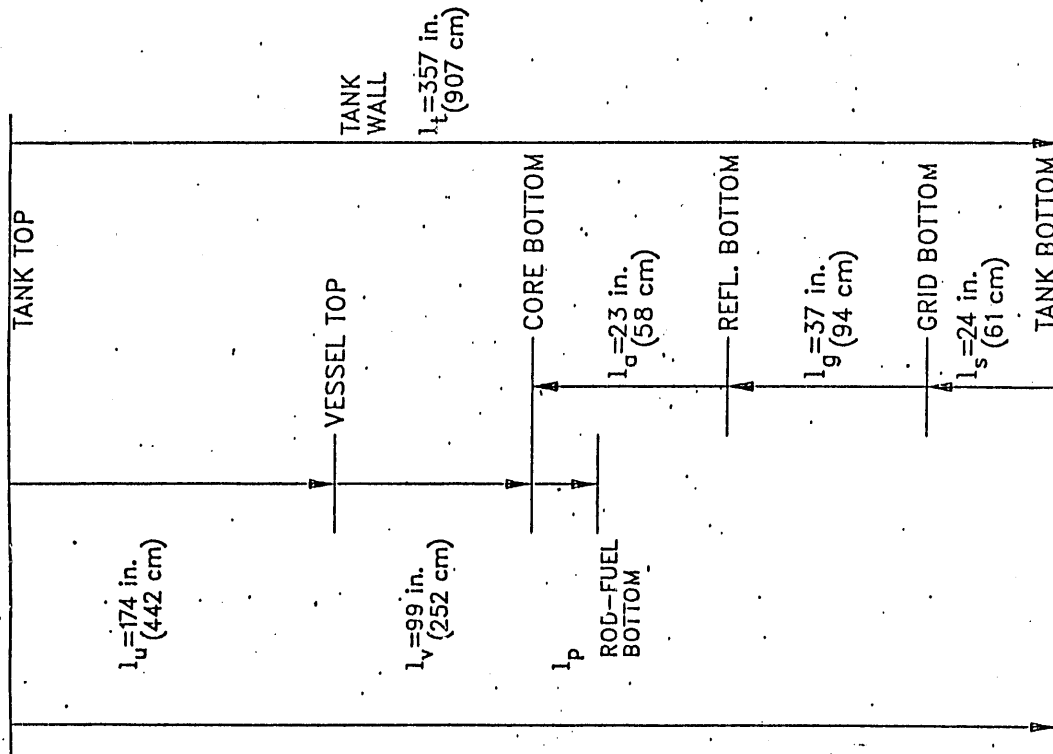 TANK TOP
TANK
WALL
l_t=357 in.
(907 cm)
VESSEL TOP
l_u=174 in.
(442 cm)
CORE BOTTOM
l_v=99 in.
(252 cm)
l_a=23 in.
(58 cm)
l_p
ROD-FUEL
BOTTOM
REFL. BOTTOM
l_g=37 in.
(94 cm)
GRID BOTTOM
l_s=24 in.
(61 cm)
TANK BOTTOM